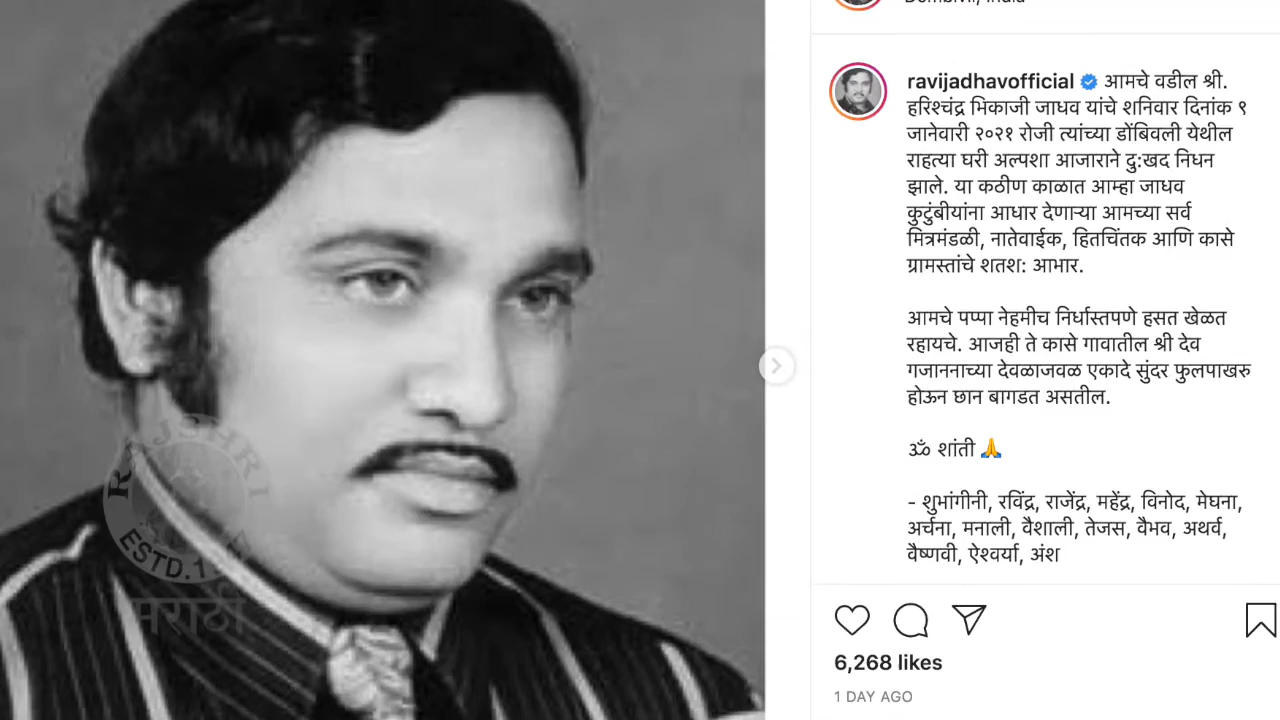 ravijadhavofficial आमचे वडील श्री.
हरिश्चंद्र भिकाजी जाधव यांचे शनिवार दिनांक ९
जानेवारी २०२१ रोजी त्यांच्या डोंबिवली येथील
राहत्या घरी अल्पशा आजाराने दु:खद निधन
झाले. या कठीण काळात आम्हा जाधव
कुटुंबीयांना आधार देणाऱ्या आमच्या सर्व
मित्रमंडळी, नातेवाईक, हितचिंतक आणि कासे
ग्रामस्तांचे शतश: आभार.
आमचे पप्पा नेहमीच निर्धास्तपणे हसत खेळत
रहायचे. आजही ते कासे गावातील श्री देव
गजाननाच्या देवळाजवळ एकादे सुंदर फुलपाखरु
होऊन छान बागडत असतील.
ॐ शांती 🙏
- शुभांगीनी, रविंद्र, राजेंद्र, महेंद्र, विनोद, मेघना,
अर्चना, मनाली, वैशाली, तेजस, वैभव, अथर्व,
वैष्णवी, ऐश्वर्या, अंश
6,268 likes
1 DAY AGO
ESTD.1
मराठी